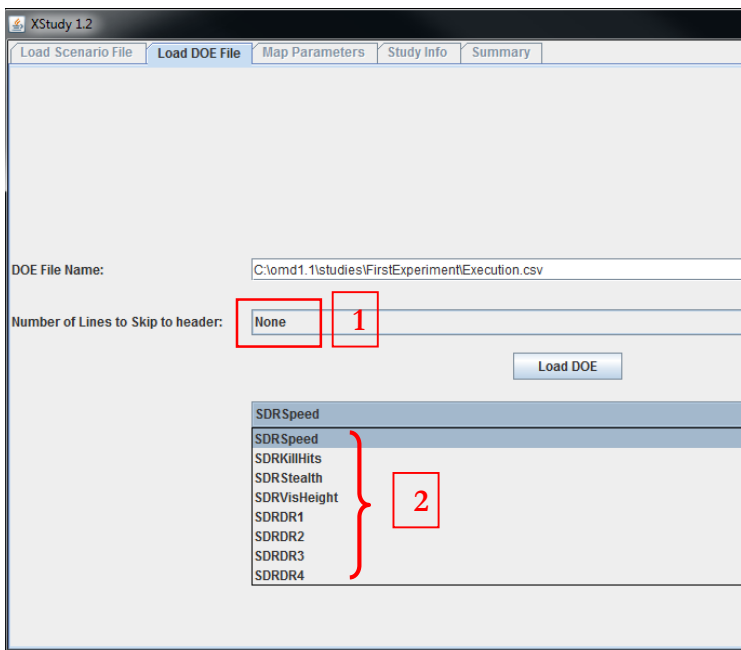 XStudy 1.2
Load Scenario File Load DOE File Map Parameters Study Info Summary
DOE File Name: C:\omd1.1\studies\FirstExperiment\Execution.csv
Number of Lines to Skip to header: None 1
Load DOE
SDRSpeed
SDRSpeed
SDRKillHits
SDRStealth
SDRVisHeight
2
SDRDR1
SDRDR2
SDRDR3
SDRDR4